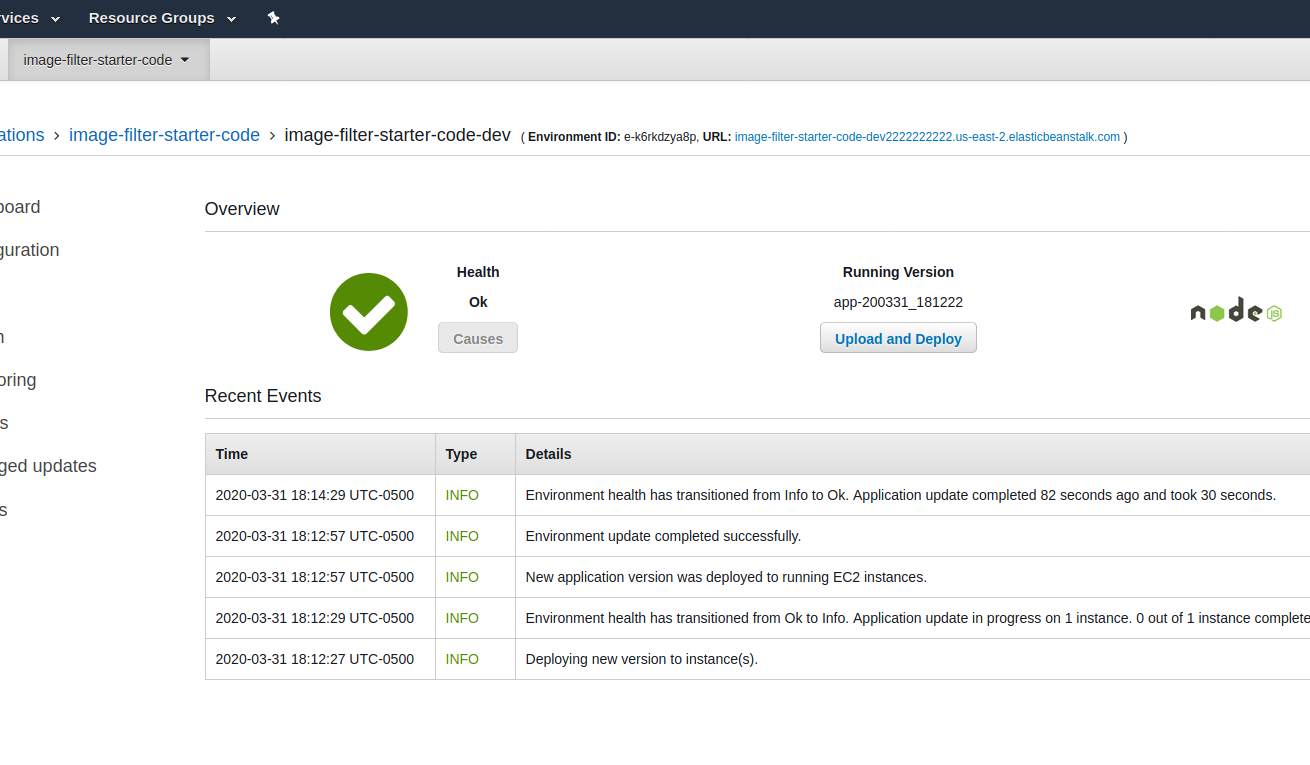 rvices Resource Groups
image-filter-starter-code
ations › image-filter-starter-code › image-filter-starter-code-dev ( Environment ID: e-k6rkdzya8p, URL: image-filter-starter-code-dev2222222222.us-east-2.elasticbeanstalk.com )
board
guration
n
oring
s
ged updates
s
Overview
Health
Ok
Causes
Running Version
app-200331_181222
Upload and Deploy
node JS
Recent Events
Time Type Details
2020-03-31 18:14:29 UTC-0500 INFO Environment health has transitioned from Info to Ok. Application update completed 82 seconds ago and took 30 seconds.
2020-03-31 18:12:57 UTC-0500 INFO Environment update completed successfully.
2020-03-31 18:12:57 UTC-0500 INFO New application version was deployed to running EC2 instances.
2020-03-31 18:12:29 UTC-0500 INFO Environment health has transitioned from Ok to Info. Application update in progress on 1 instance. 0 out of 1 instance complete
2020-03-31 18:12:27 UTC-0500 INFO Deploying new version to instance(s).